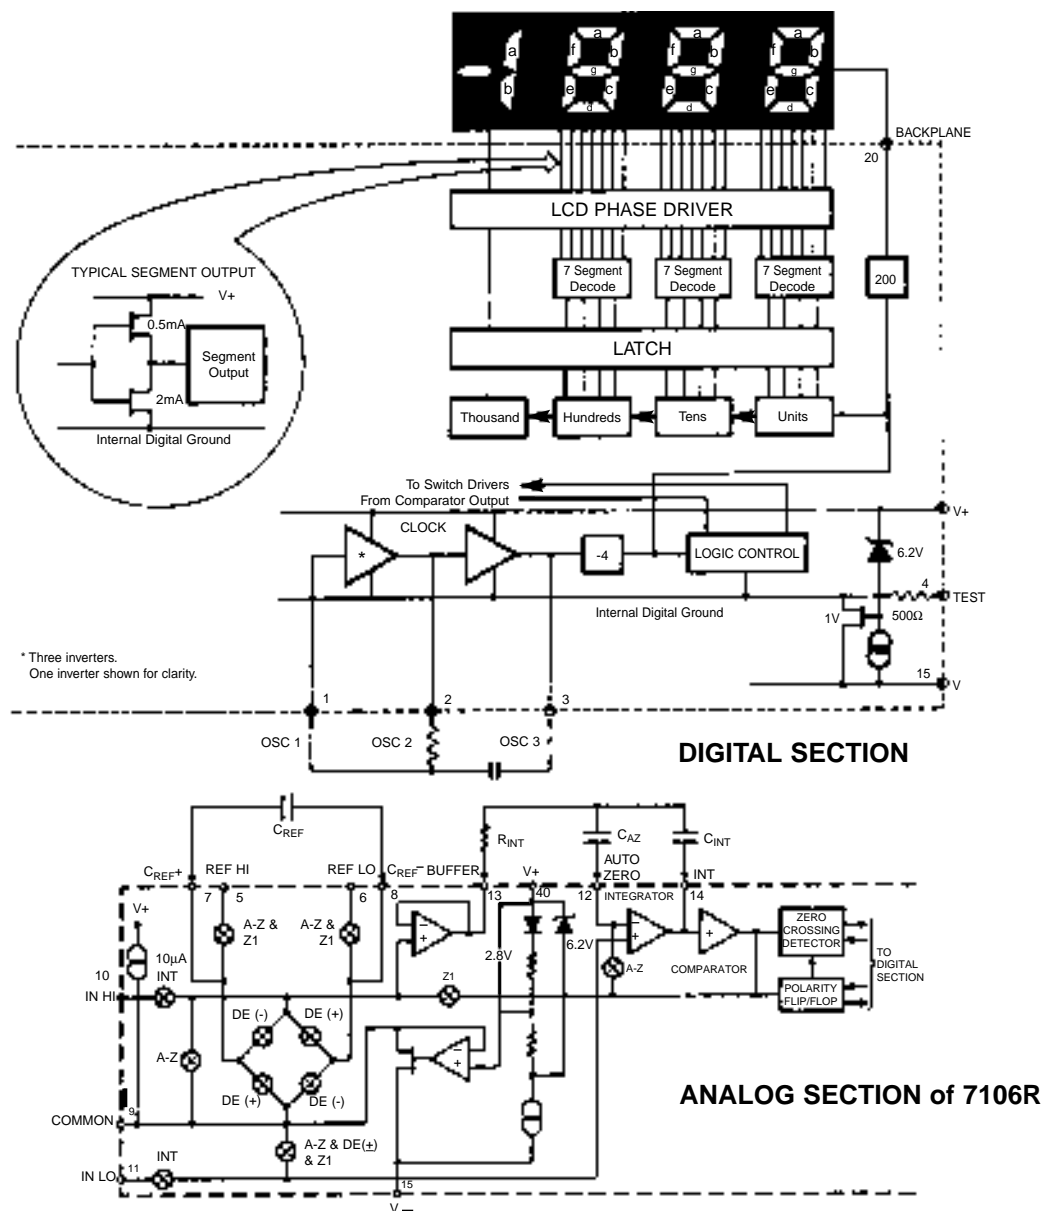 a
b
a
f
b
g
e
c
d
a
f
b
g
e
c
d
a
f
b
g
e
c
d
BACKPLANE
20
LCD PHASE DRIVER
TYPICAL SEGMENT OUTPUT
V+
0.5mA
Segment
Output
2mA
Internal Digital Ground
7 Segment
Decode
7 Segment
Decode
7 Segment
Decode
200
LATCH
Thousand
Hundreds
Tens
Units
To Switch Drivers
From Comparator Output
V+
CLOCK
*
-4
LOGIC CONTROL
6.2V
4
TEST
500Ω
1V
Internal Digital Ground
15
V
* Three inverters.
One inverter shown for clarity.
1
2
3
OSC 1
OSC 2
OSC 3
DIGITAL SECTION
CREF
RINT
CAZ
CINT
CREF+
REF HI
REF LO
CREF–
BUFFER
V+
AUTO
ZERO
INT
7
5
6
8
13
40
12
INTEGRATOR
14
V+
A-Z &
Z1
A-Z &
Z1
–
+
6.2V
–
+
+
ZERO
CROSSING
DETECTOR
10µA
2.8V
A-Z
COMPARATOR
TO
DIGITAL
SECTION
10
INT
Z1
POLARITY
FLIP/FLOP
IN HI
DE (-)
DE (+)
A-Z
–
+
DE (+)
DE (-)
ANALOG SECTION of 7106R
9
COMMON
A-Z & DE(±)
& Z1
INT
11
IN LO
15
V –